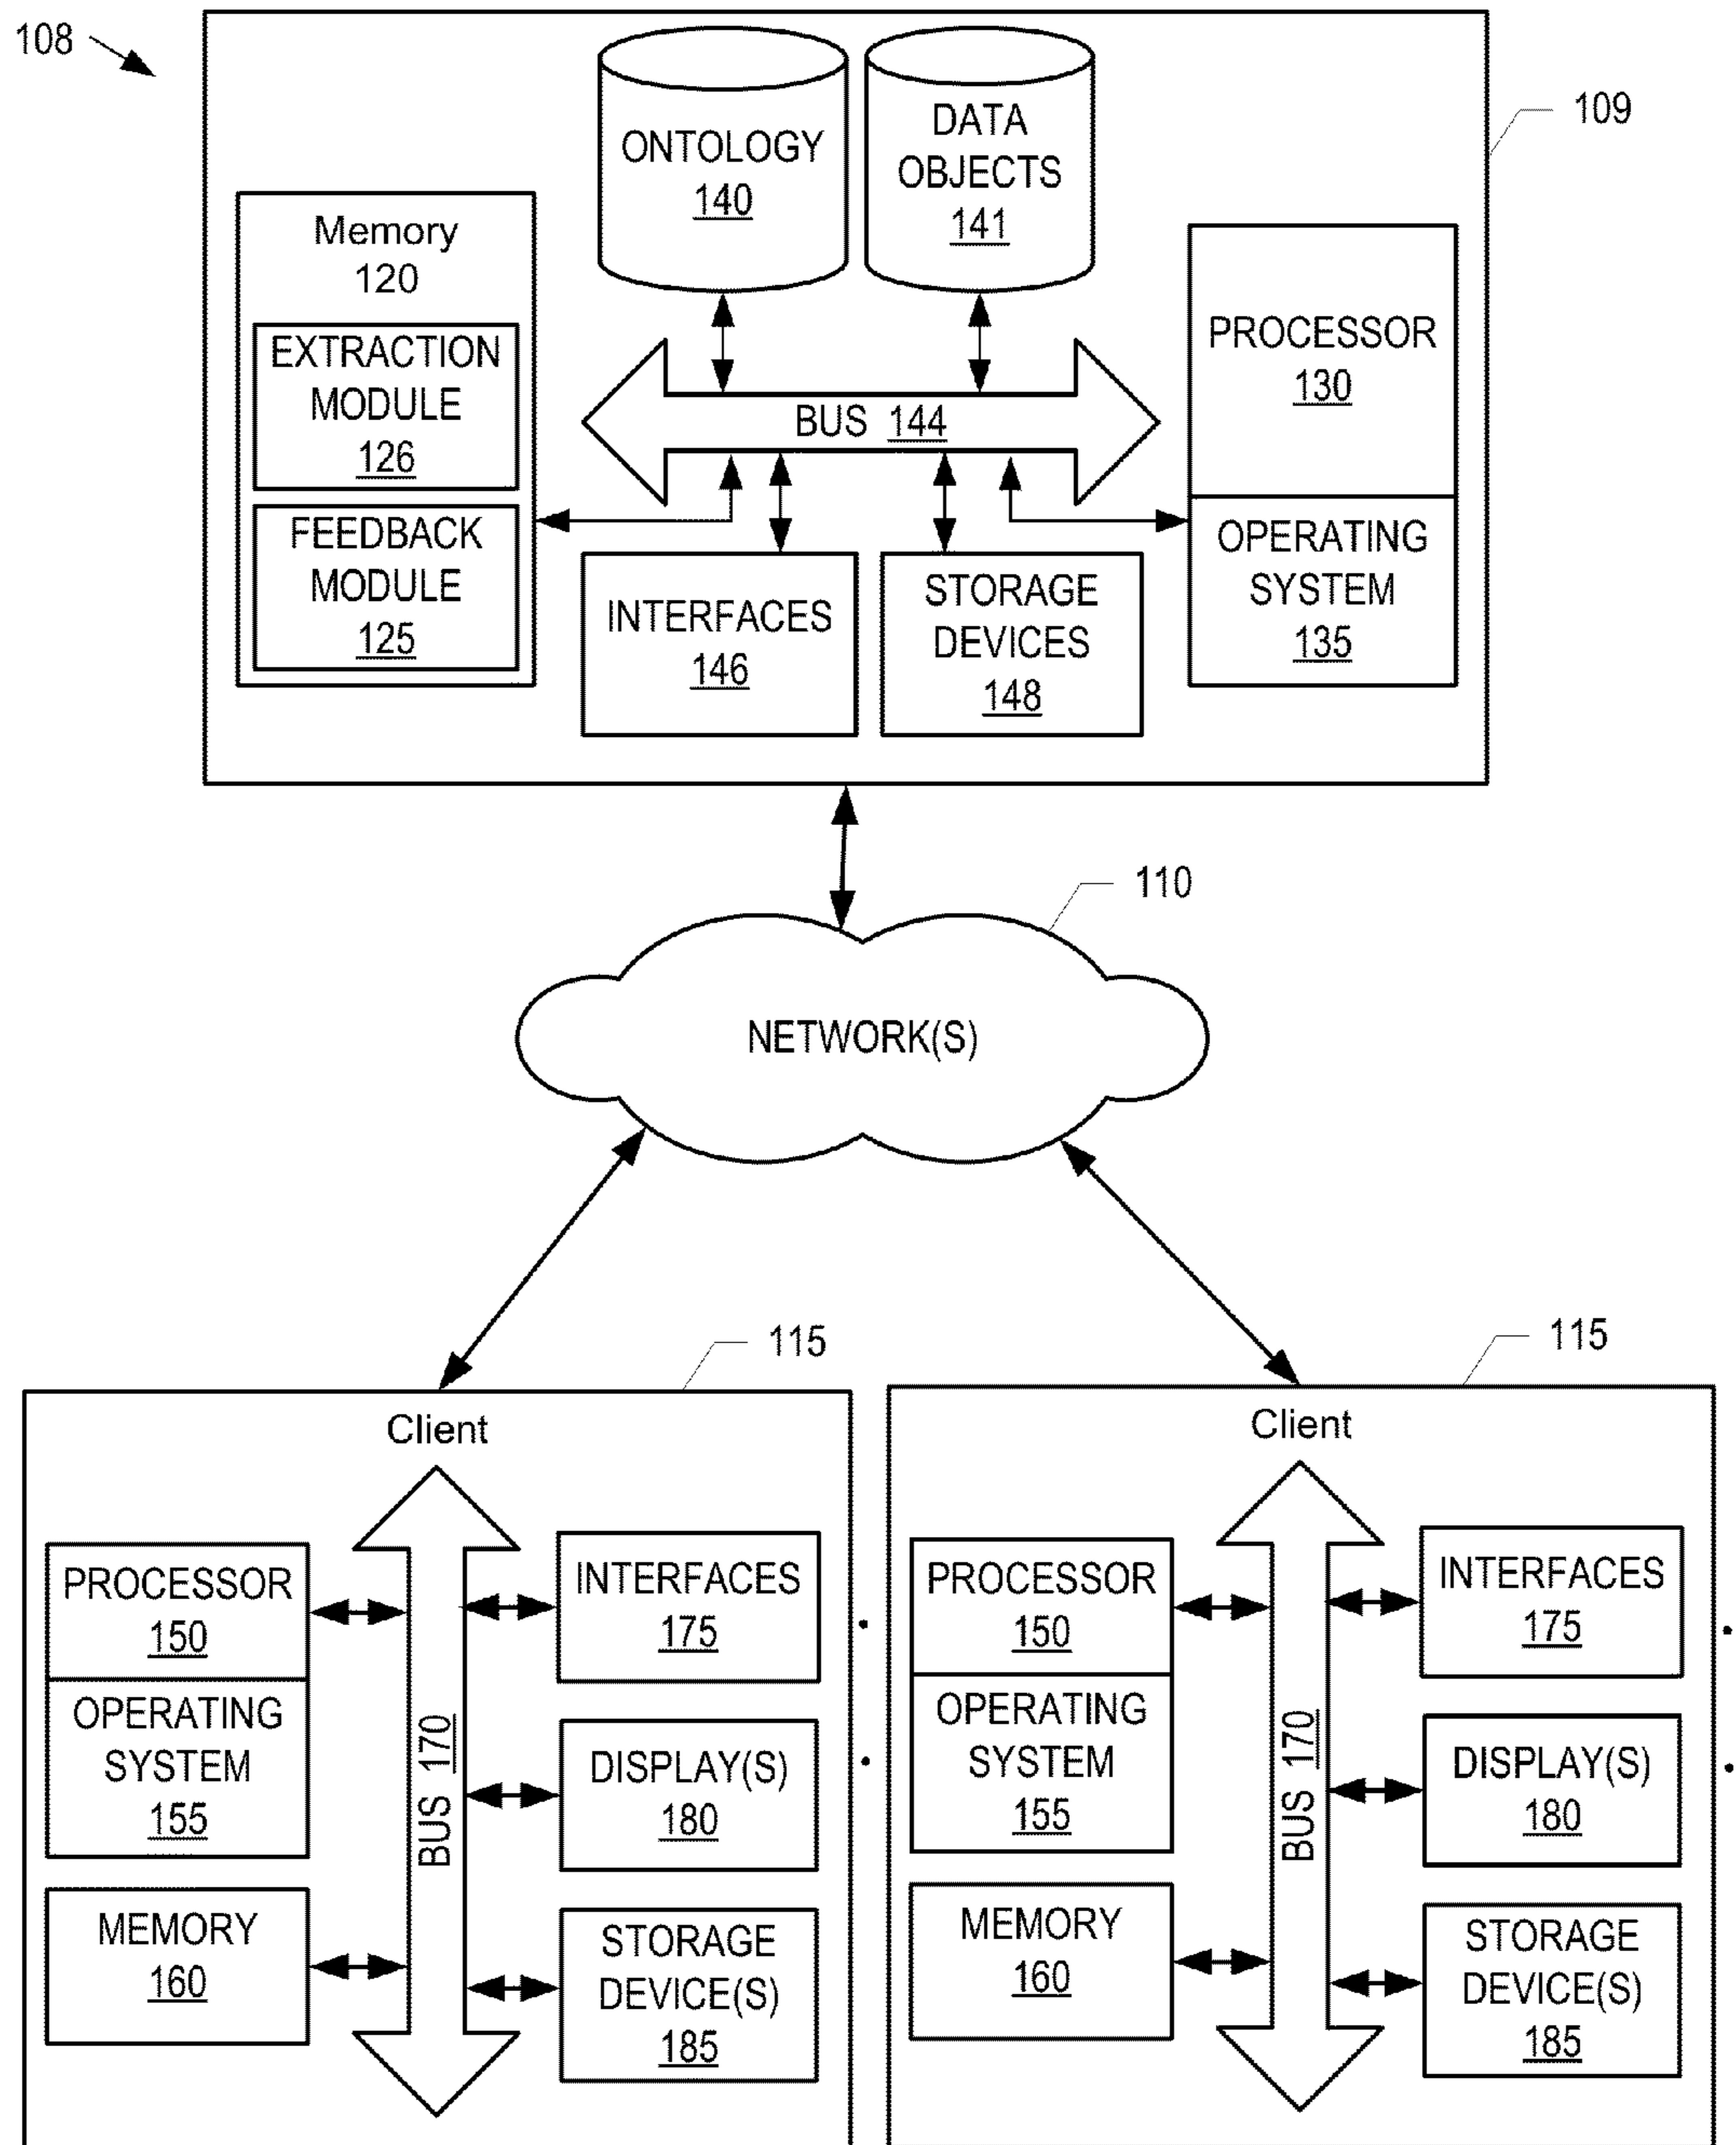 108
109
ONTOLOGY
140
DATA
OBJECTS
141
Memory
120
EXTRACTION
MODULE
126
FEEDBACK
MODULE
125
BUS 144
PROCESSOR
130
OPERATING
SYSTEM
135
INTERFACES
146
STORAGE
DEVICES
148
110
NETWORK(S)
115
Client
PROCESSOR
150
OPERATING
SYSTEM
155
MEMORY
160
BUS 170
INTERFACES
175
DISPLAY(S)
180
STORAGE
DEVICE(S)
185
115
Client
PROCESSOR
150
OPERATING
SYSTEM
155
MEMORY
160
BUS 170
INTERFACES
175
DISPLAY(S)
180
STORAGE
DEVICE(S)
185